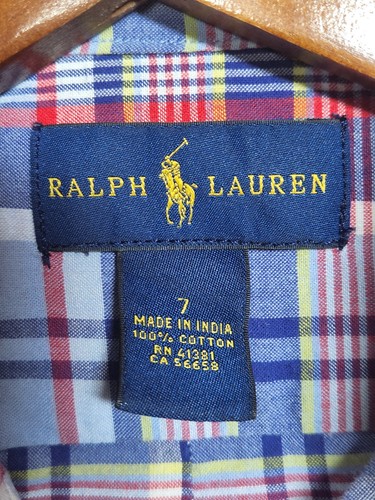 RALPH LAUREN
7
MADE IN INDIA
100% COTTON
RN 41381
CA 56658